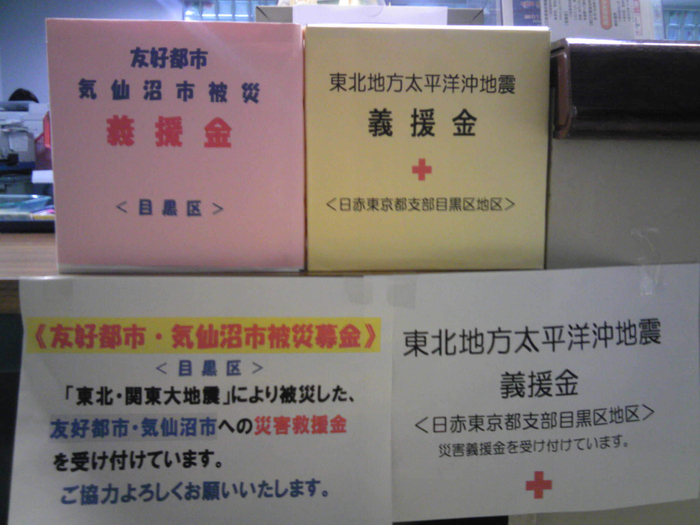 友好都市
気仙沼市被災
義援金
＜目黒区＞
東北地方太平洋沖地震
義援金
＜日赤東京都支部目黒区地区＞
《友好都市・気仙沼市被災募金》
＜目黒区＞
「東北・関東大地震」により被災した、
友好都市・気仙沼市への災害救援金
を受け付けています。
ご協力よろしくお願いいたします。
東北地方太平洋沖地震
義援金
＜日赤東京都支部目黒区地区＞
災害義援金を受け付けています。